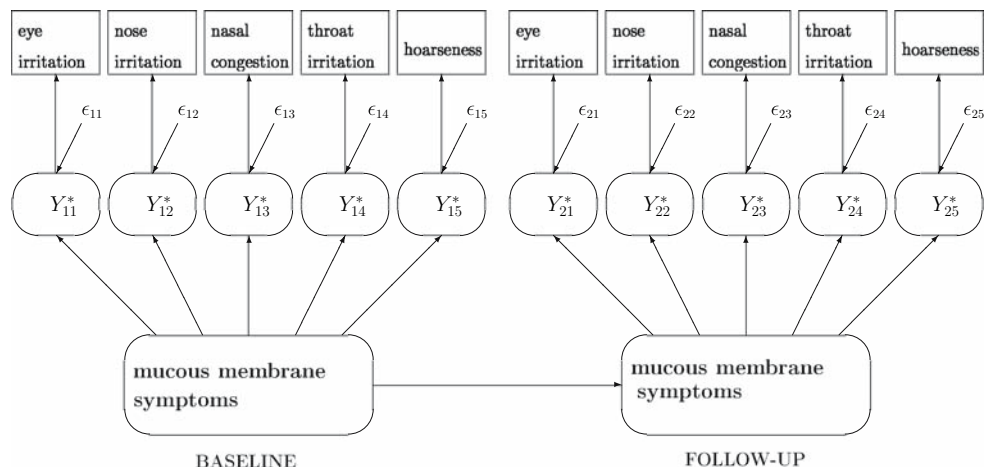 eye nose nasal throat hoarseness eye nose nasal throat hoarseness
irritation irritation congestion irritation irritation irritation congestion irritation
ϵ11 ϵ12 ϵ13 ϵ14 ϵ15 ϵ21 ϵ22 ϵ23 ϵ24 ϵ25
Y*11 Y*12 Y*13 Y*14 Y*15 Y*21 Y*22 Y*23 Y*24 Y*25
mucous membrane
symptoms
mucous membrane
symptoms
BASELINE FOLLOW-UP